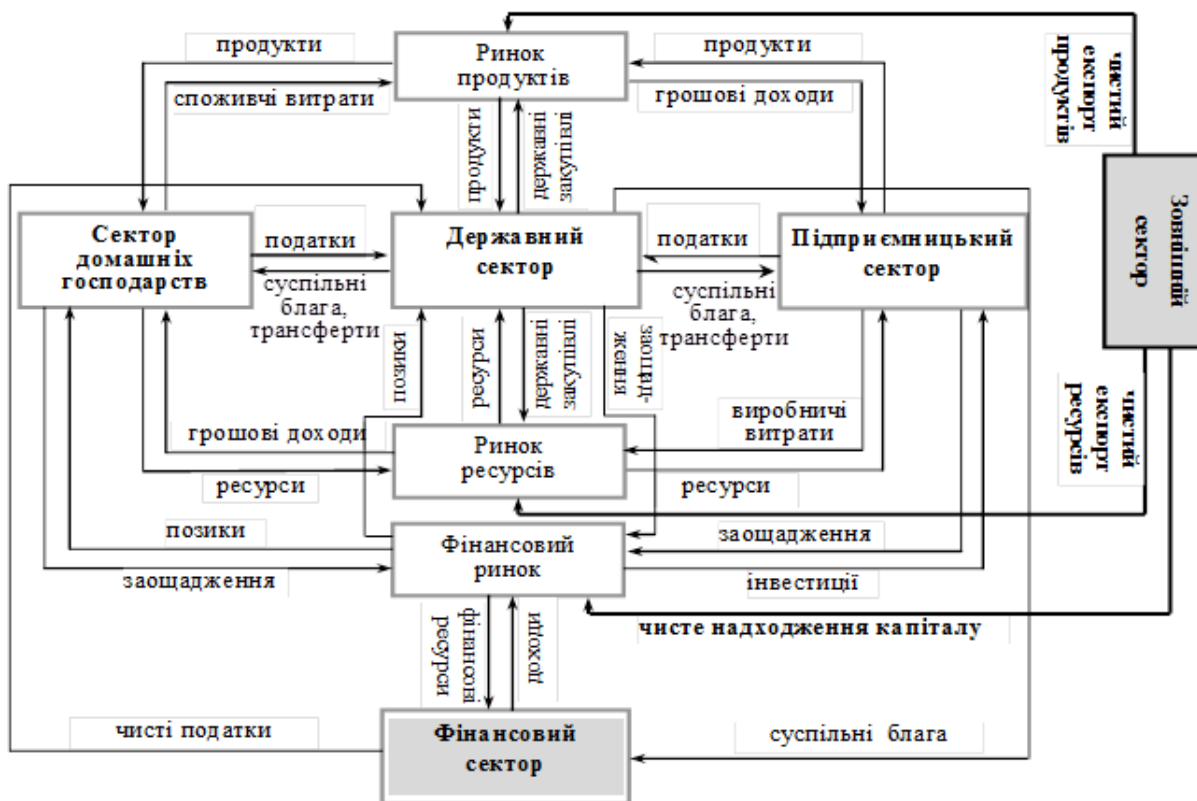 продукти
Ринок
продуктів
продукти
чистий
експорт
продуктів
споживчі витрати
грошові доходи
продукти
державні
закупівлі
Зовнішній
сектор
Сектор
домашніх
господарств
податки
Державний
сектор
податки
Підприємницький
сектор
суспільні
блага,
трансферти
суспільні
блага,
трансферти
позики
ресурси
державні
закупівлі
заощад-
ження
чистий
експорт
ресурсів
грошові доходи
Ринок
ресурсів
виробничі
витрати
ресурси
ресурси
позики
Фінансовий
ринок
заощадження
заощадження
інвестиції
чисте надходження капіталу
фінансові
ресурси
доходи
чисті податки
Фінансовий
сектор
суспільні блага